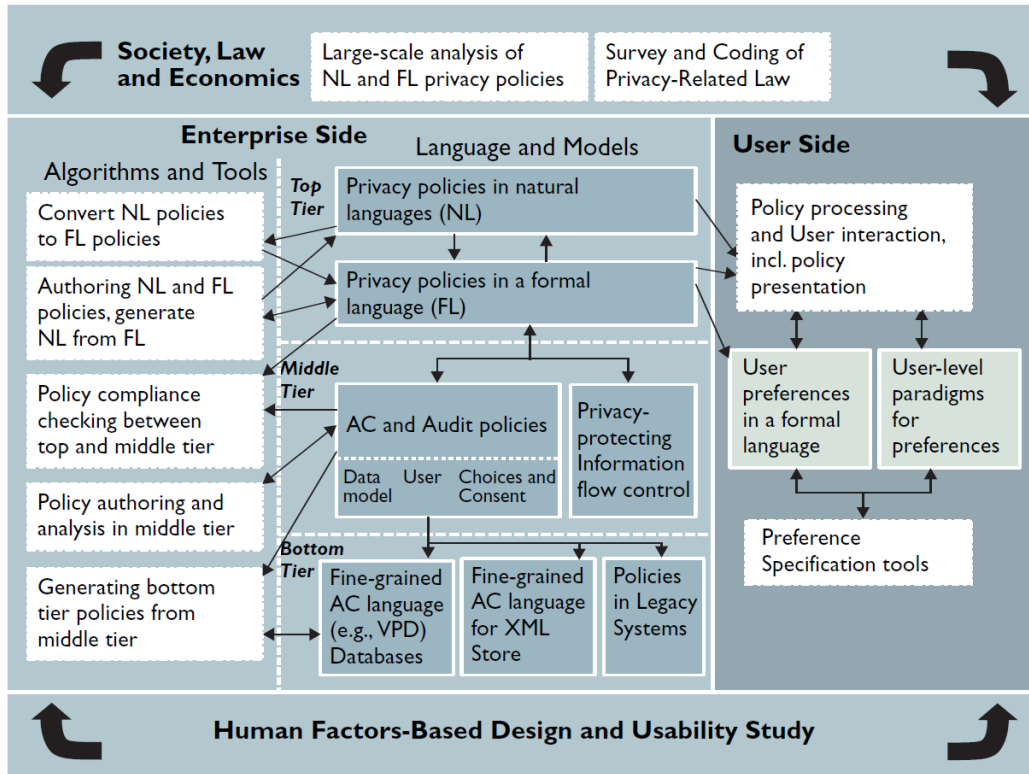 Society, Law
and Economics
Large-scale analysis of
NL and FL privacy policies
Survey and Coding of
Privacy-Related Law
Enterprise Side
Algorithms and Tools
Language and Models
Convert NL policies
to FL policies
Authoring NL and FL
policies, generate
NL from FL
Policy compliance
checking between
top and middle tier
Policy authoring and
analysis in middle tier
Generating bottom
tier policies from
middle tier
Top
Tier
Privacy policies in natural
languages (NL)
Privacy policies in a formal
language (FL)
Middle
Tier
AC and Audit policies
Data
model
User
Choices and
Consent
Privacy-
protecting
Information
flow control
Bottom
Tier
Fine-grained
AC language
(e.g., VPD)
Databases
Fine-grained
AC language
for XML
Store
Policies
in Legacy
Systems
User Side
Policy processing
and User interaction,
incl. policy
presentation
User
preferences
in a formal
language
User-level
paradigms
for
preferences
Preference
Specification tools
Human Factors-Based Design and Usability Study